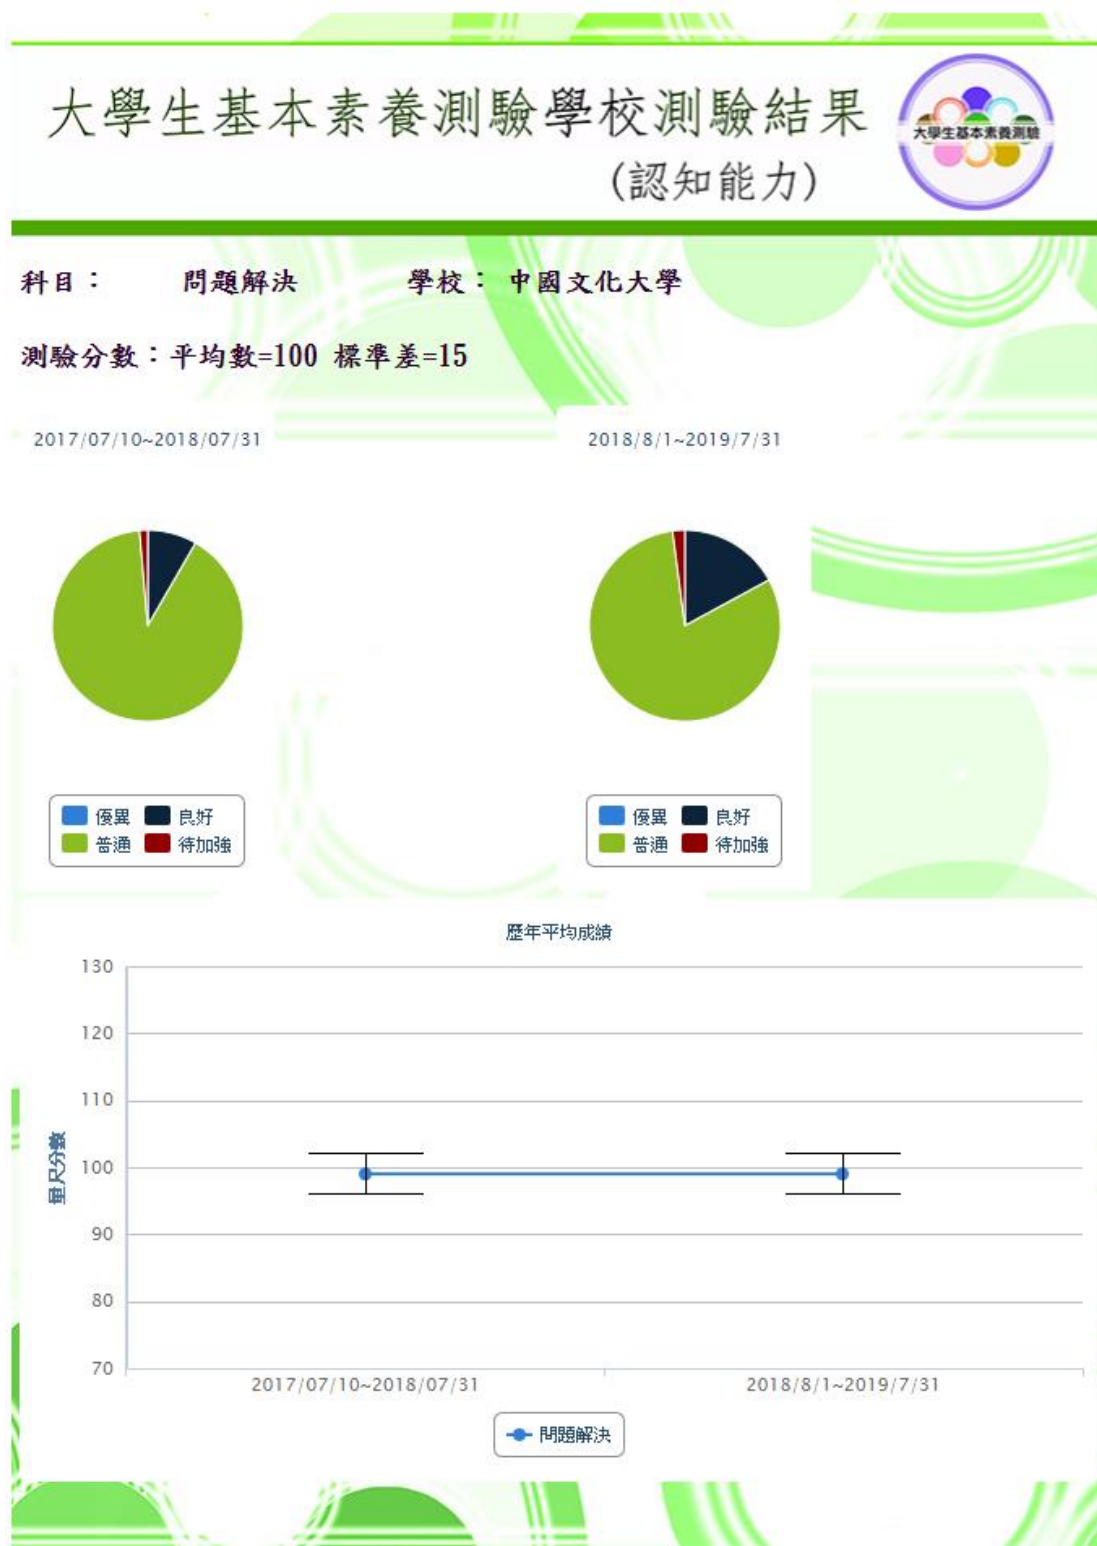 大學生基本素養測驗學校測驗結果
(認知能力)
大學生基本素養測驗
科目： 問題解決 學校： 中國文化大學
測驗分數：平均數=100 標準差=15
2017/07/10~2018/07/31
2018/8/1~2019/7/31
優異 良好
普通 待加強
優異 良好
普通 待加強
歷年平均成績
量尺分數
130
120
110
100
90
80
70
2017/07/10~2018/07/31
2018/8/1~2019/7/31
問題解決